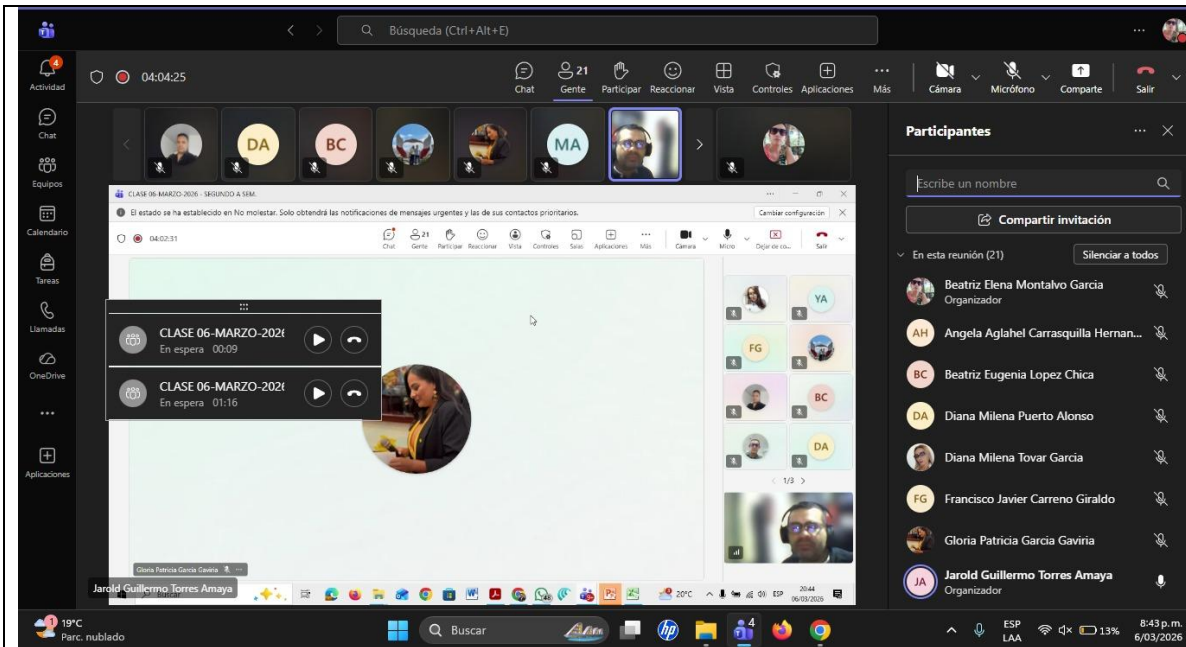 Búsqueda (Ctrl+Alt+E)
4
Actividad
Chat
Equipos
Calendario
Tareas
Llamadas
OneDrive
Aplicaciones
04:04:25
Chat
21
Gente
Participar
Reaccionar
Vista
Controles
Aplicaciones
Más
Cámara
Micrófono
Comparte
Salir
DA
BC
MA
CLASE 06-MARZO-2026 - SEGUNDO A SEM.
El estado se ha establecido en No molestar. Solo obtendrá las notificaciones de mensajes urgentes y las de sus contactos prioritarios.
Cambiar configuración
04:02:31
Chat
21
Gente
Participar
Reaccionar
Vista
Controles
Salas
Aplicaciones
Más
Cámara
Micro
Dejar de co...
Salir
CLASE 06-MARZO-2026
En espera 00:09
CLASE 06-MARZO-2026
En espera 01:16
YA
FG
BC
DA
1/3
Gloria Patricia Garcia Gaviria
Jarold Guillermo Torres Amaya
20°C
ESP
20:44
06/03/2026
Participantes
Escribe un nombre
Compartir invitación
En esta reunión (21)
Silenciar a todos
Beatriz Elena Montalvo Garcia
Organizador
AH
Angela Aglahel Carrasquilla Hernan...
BC
Beatriz Eugenia Lopez Chica
DA
Diana Milena Puerto Alonso
Diana Milena Tovar Garcia
FG
Francisco Javier Carreno Giraldo
Gloria Patricia Garcia Gaviria
JA
Jarold Guillermo Torres Amaya
Organizador
1
19°C
Parc. nublado
Buscar
hp
4
ESP
LAA
13%
8:43 p.m.
6/03/2026